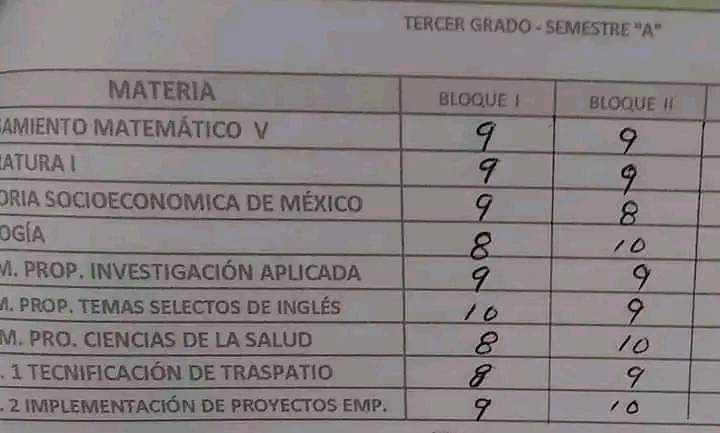 TERCER GRADO - SEMESTRE "A"
MATERIA BLOQUE I BLOQUE II
SAMIENTO MATEMÁTICO V 9 9
RATURA I 9 9
ORIA SOCIOECONOMICA DE MÉXICO 9 8
OGÍA 8 10
M. PROP. INVESTIGACIÓN APLICADA 9 9
M. PROP. TEMAS SELECTOS DE INGLÉS 10 9
M. PRO. CIENCIAS DE LA SALUD 8 10
. 1 TECNIFICACIÓN DE TRASPATIO 8 9
. 2 IMPLEMENTACIÓN DE PROYECTOS EMP. 9 10